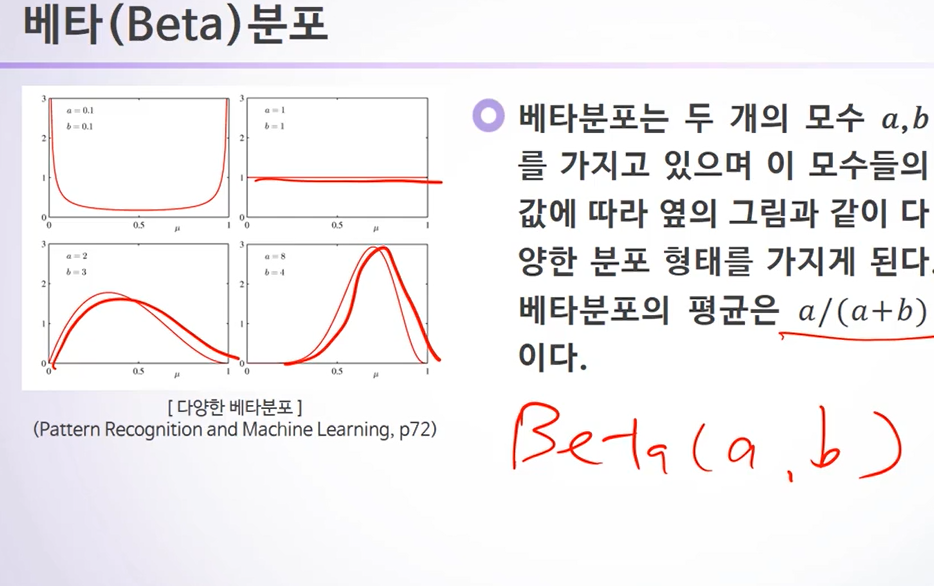 베타(Beta)분포
3
2
1
0
a = 0.1
b = 0.1
0
0.5
μ
1
3
2
1
0
a = 1
b = 1
0
0.5
μ
1
3
2
1
0
a = 2
b = 3
0
0.5
μ
1
3
2
1
0
a = 8
b = 4
0
0.5
μ
1
[ 다양한 베타분포 ]
(Pattern Recognition and Machine Learning, p72)
베타분포는 두 개의 모수 a,b
를 가지고 있으며 이 모수들의
값에 따라 옆의 그림과 같이 다
양한 분포 형태를 가지게 된다.
베타분포의 평균은 a/(a+b)
이다.
Beta(a,b)